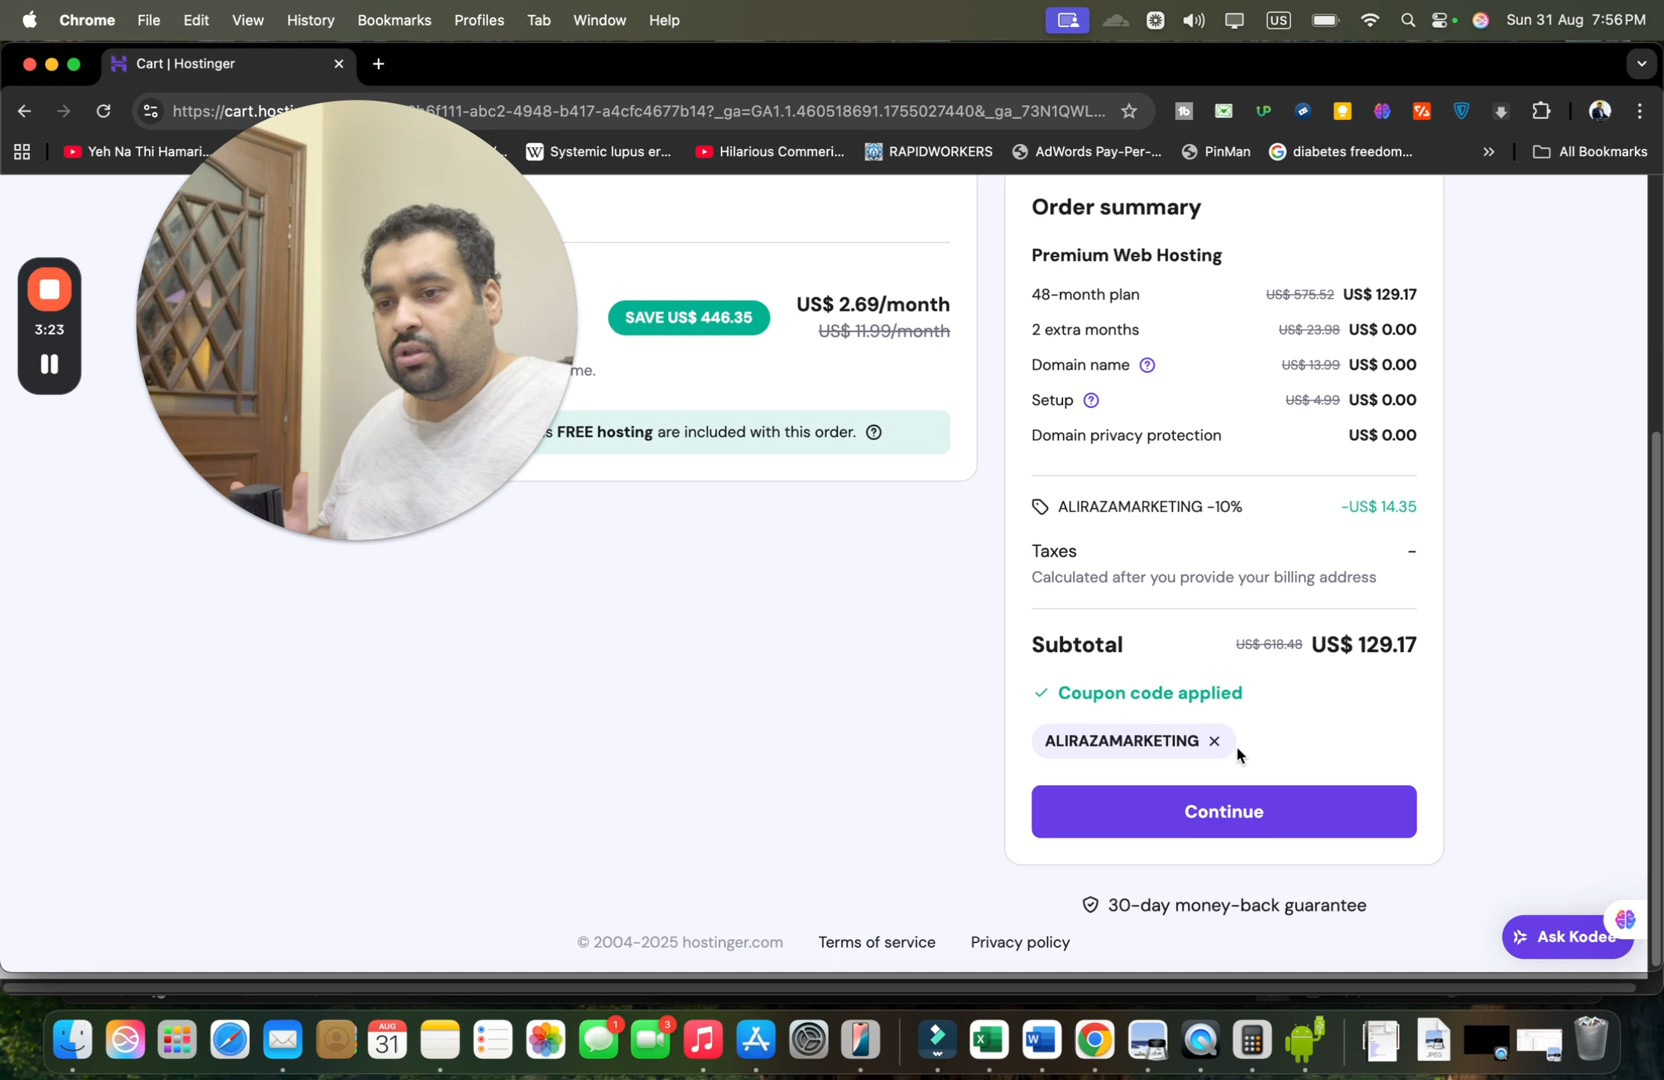 Chrome File Edit View History Bookmarks Profiles Tab Window Help US Sun 31 Aug 7:56 PM
Cart | Hostinger
https://cart.hosti 6f111-abc2-4948-b417-a4cfc4677b14?_ga=GA1.1.460518691.1755027440&_ga_73N1QWL...
Yeh Na Thi Hamari... Systemic lupus er... Hilarious Commeri... RAPIDWORKERS AdWords Pay-Per-... PinMan diabetes freedom... » All Bookmarks
Order summary
Premium Web Hosting
48-month plan US$ 575.52 US$ 129.17
2 extra months US$ 23.98 US$ 0.00
Domain name US$ 13.99 US$ 0.00
Setup US$ 4.99 US$ 0.00
Domain privacy protection US$ 0.00
ALIRAZAMARKETING -10% -US$ 14.35
Taxes -
Calculated after you provide your billing address
Subtotal US$ 618.48 US$ 129.17
Coupon code applied
ALIRAZAMARKETING
Continue
30-day money-back guarantee
3:23
SAVE US$ 446.35
US$ 2.69/month
US$ 11.99/month
me.
s FREE hosting are included with this order.
© 2004-2025 hostinger.com Terms of service Privacy policy
Ask Kodee
AUG
31
1
3
JPEG